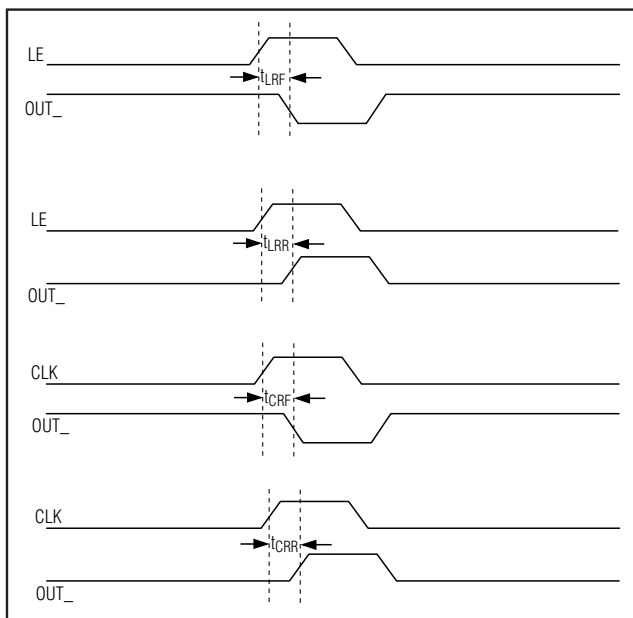 LE
tLRF
OUT_
LE
tLRR
OUT_
CLK
tCRF
OUT_
CLK
tCRR
OUT_